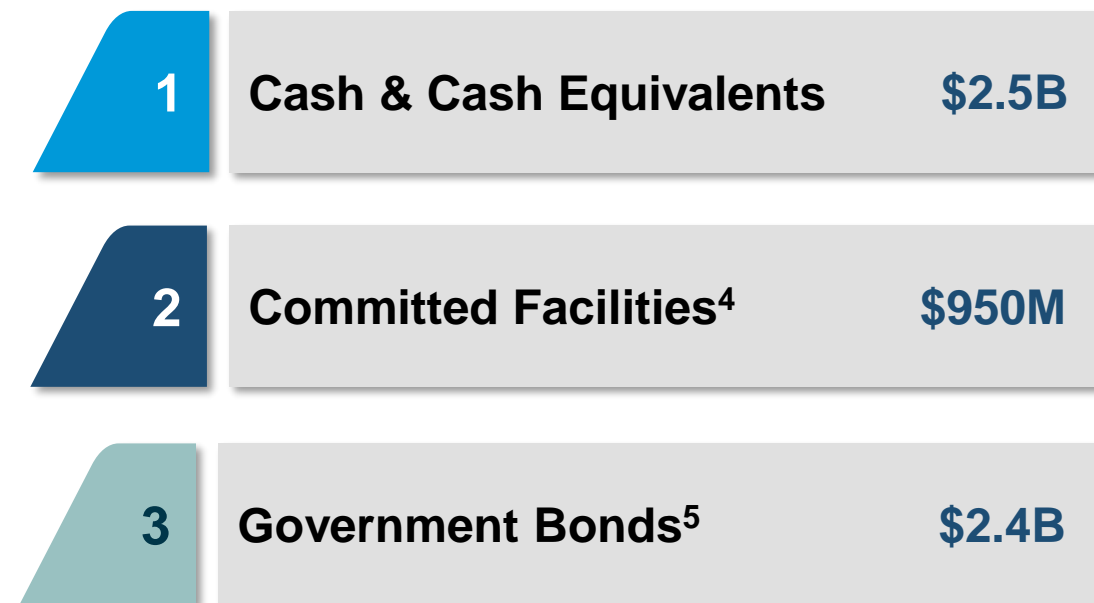 1 Cash & Cash Equivalents $2.5B
2 Committed Facilities⁴ $950M
3 Government Bonds⁵ $2.4B